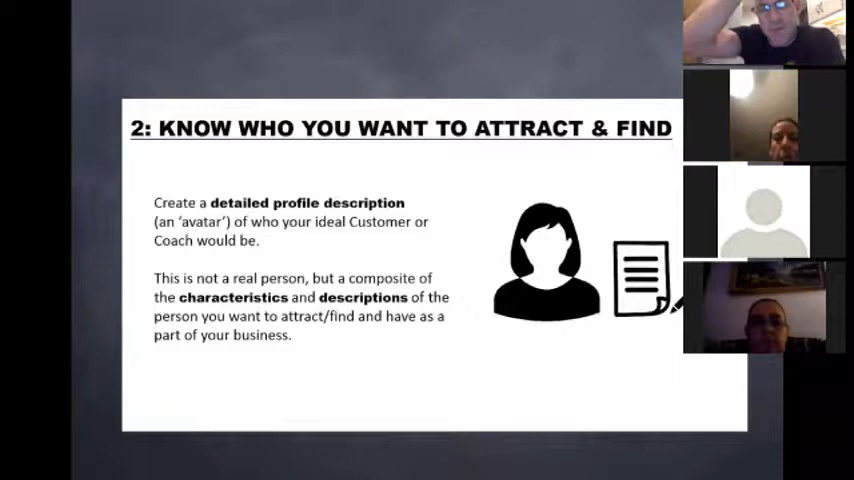 2: KNOW WHO YOU WANT TO ATTRACT & FIND
Create a detailed profile description
(an ‘avatar’) of who your ideal Customer or
Coach would be.
This is not a real person, but a composite of
the characteristics and descriptions of the
person you want to attract/find and have as a
part of your business.